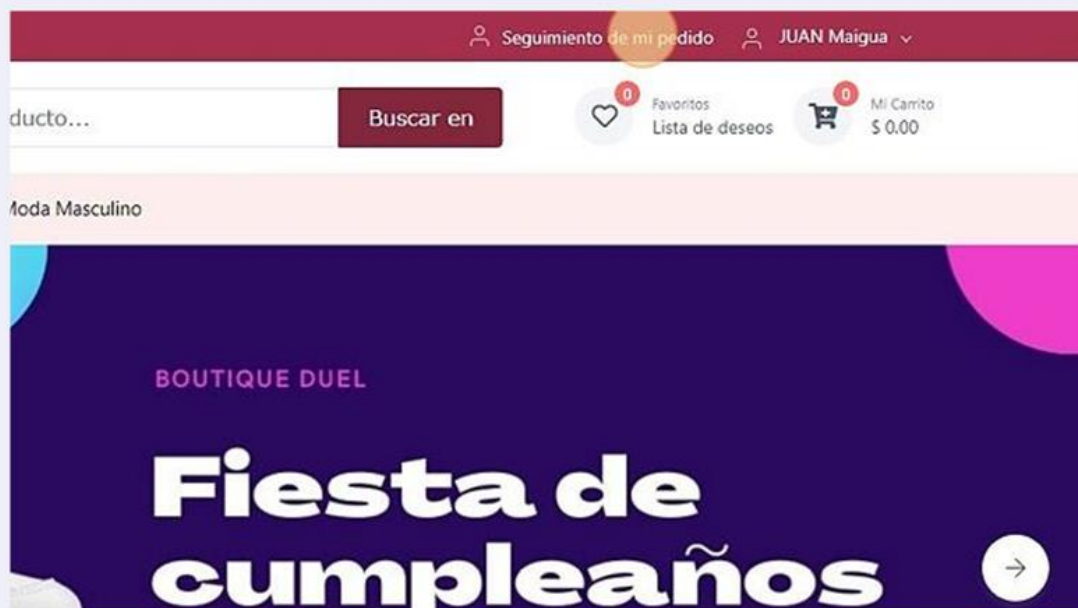 Seguimiento de mi pedido JUAN Maigua
ducto... Buscar en 0 Favoritos 0 Mi Carrito
Lista de deseos $ 0.00
Moda Masculino
BOUTIQUE DUEL
Fiesta de
cumpleaños